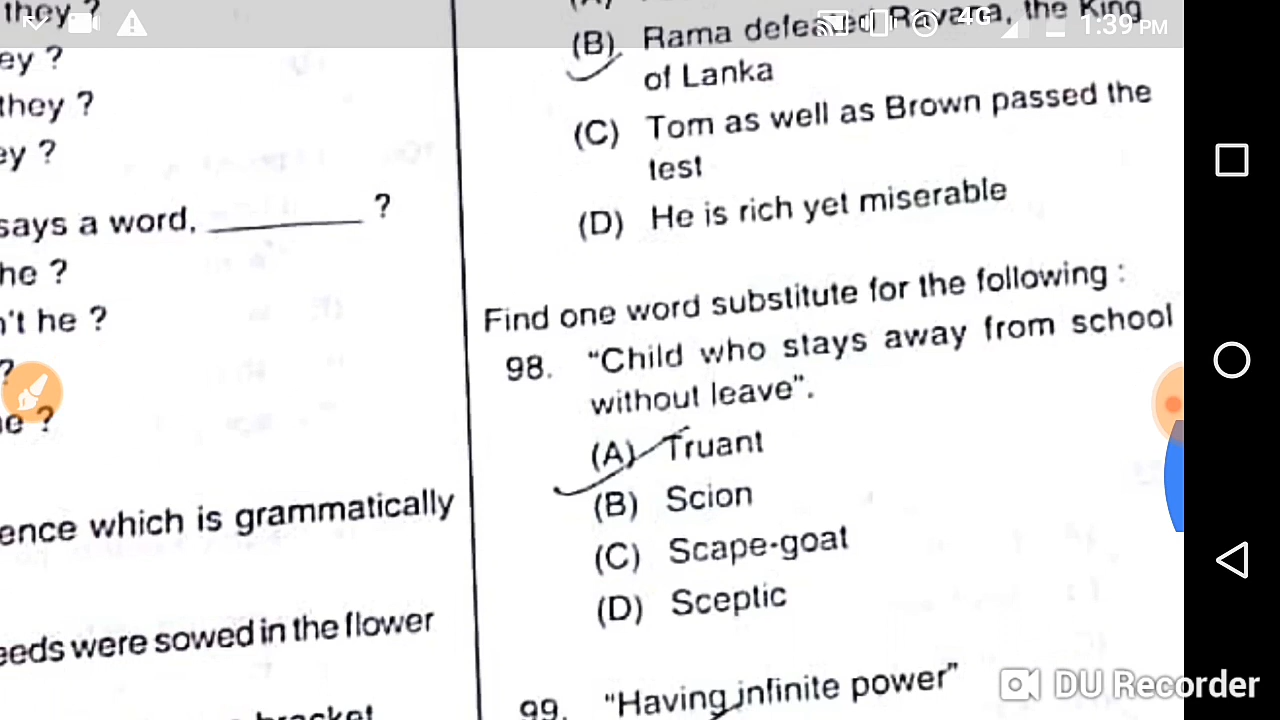 4G 1:39 PM
they ?
ey ?
they ?
ey ?
says a word, ________ ?
he ?
n't he ?
?
e ?
ence which is grammatically
eeds were sowed in the flower
bracket
(B) Rama defeated Ravana, the King
of Lanka
(C) Tom as well as Brown passed the
test
(D) He is rich yet miserable
Find one word substitute for the following :
98. “Child who stays away from school
without leave”.
(A) Truant
(B) Scion
(C) Scape-goat
(D) Sceptic
99. “Having infinite power”
DU Recorder